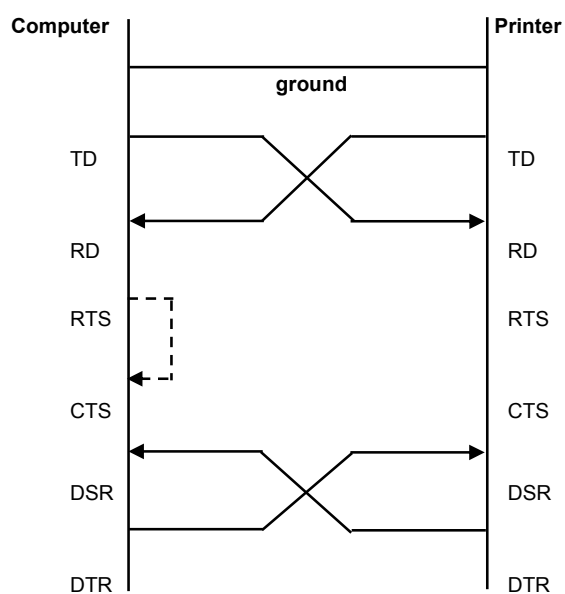 Computer Printer
ground
TD TD
RD RD
RTS RTS
CTS CTS
DSR DSR
DTR DTR